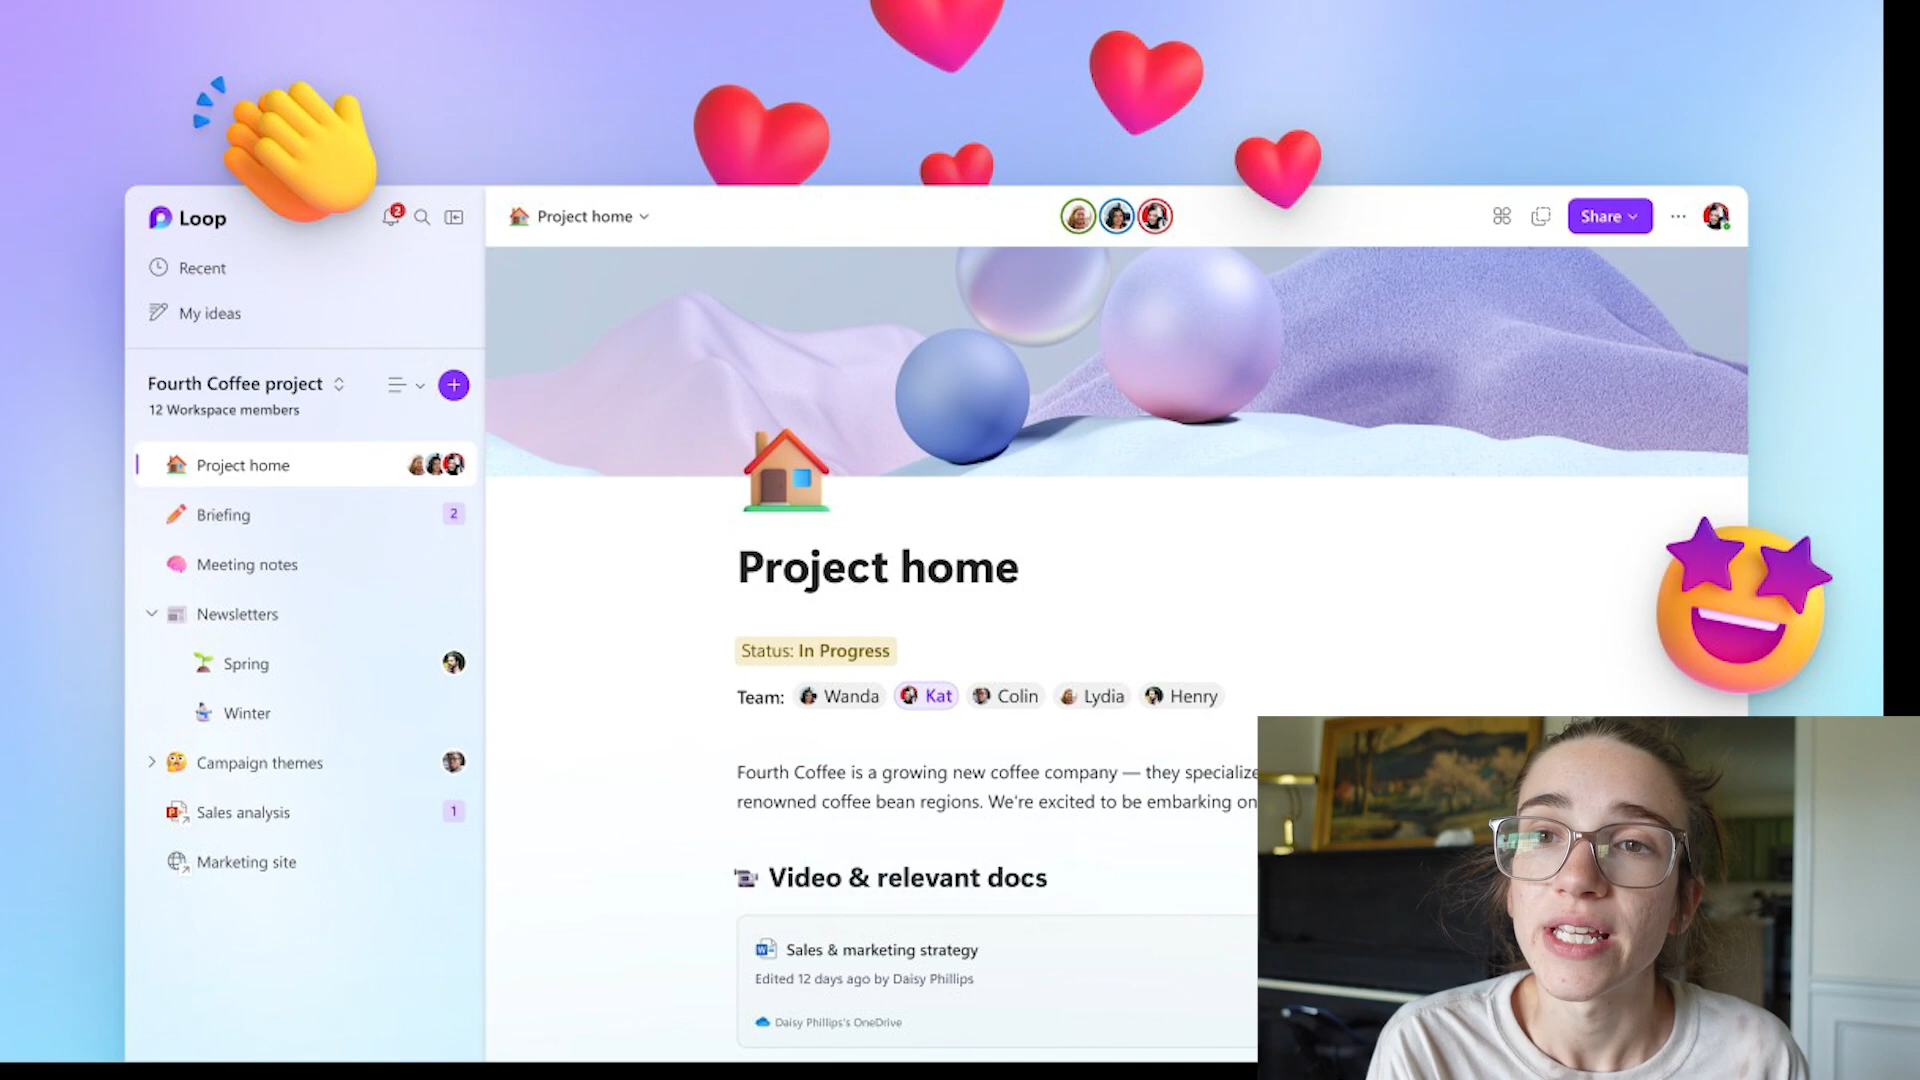 Loop
2
Recent
My ideas
Fourth Coffee project
12 Workspace members
Project home
Briefing
2
Meeting notes
Newsletters
Spring
Winter
Campaign themes
Sales analysis
1
Marketing site
Project home
Share
Project home
Status: In Progress
Team: Wanda Kat Colin Lydia Henry
Fourth Coffee is a growing new coffee company — they specialize
renowned coffee bean regions. We're excited to be embarking on
Video & relevant docs
Sales & marketing strategy
Edited 12 days ago by Daisy Phillips
Daisy Phillips's OneDrive